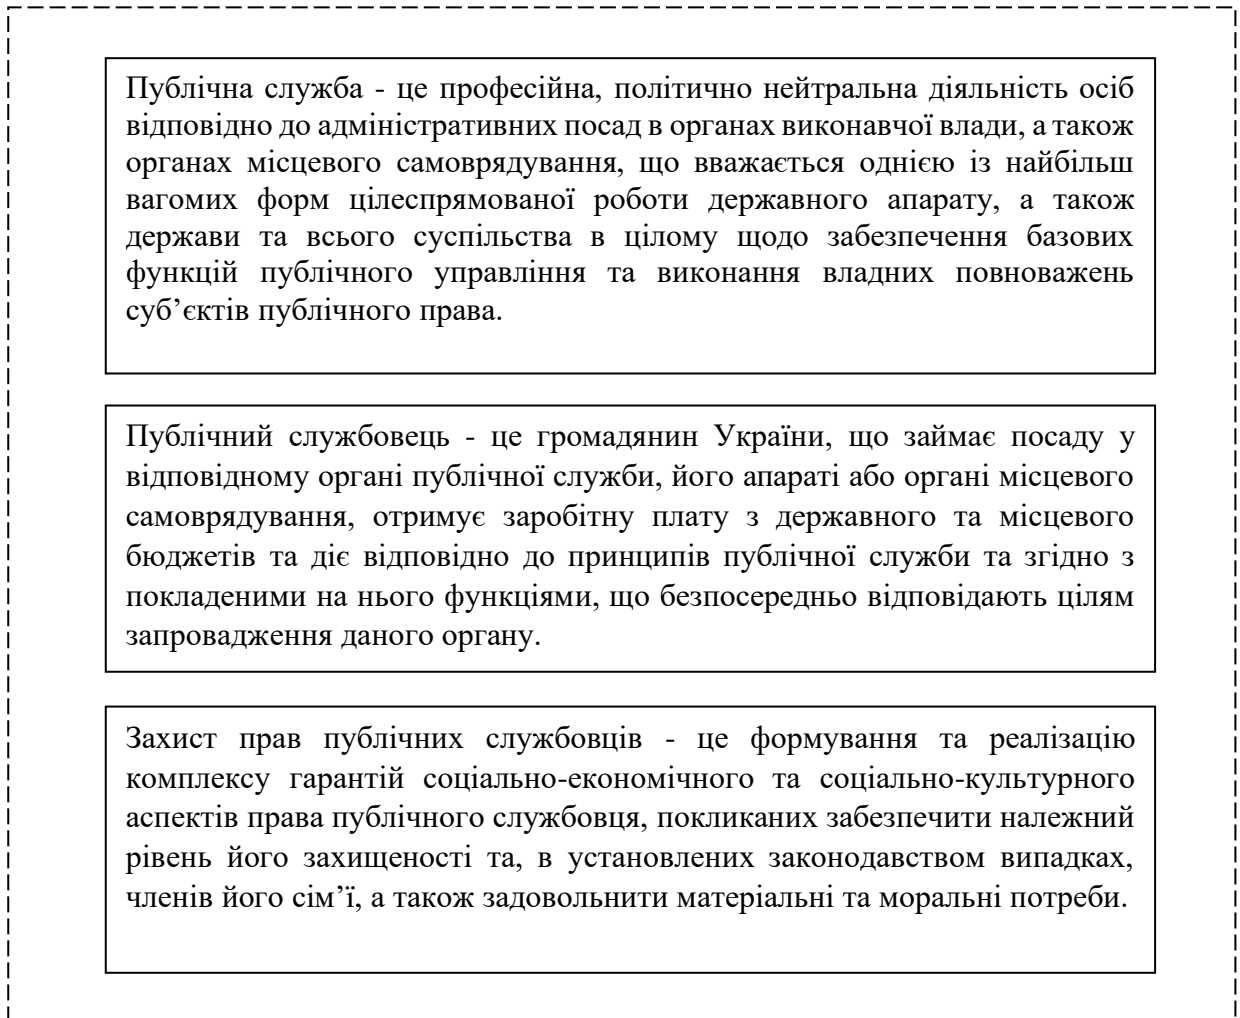 Публічна служба - це професійна, політично нейтральна діяльність осіб
відповідно до адміністративних посад в органах виконавчої влади, а також
органах місцевого самоврядування, що вважається однією із найбільш
вагомих форм цілеспрямованої роботи державного апарату, а також
держави та всього суспільства в цілому щодо забезпечення базових
функцій публічного управління та виконання владних повноважень
суб’єктів публічного права.
Публічний службовець - це громадянин України, що займає посаду у
відповідному органі публічної служби, його апараті або органі місцевого
самоврядування, отримує заробітну плату з державного та місцевого
бюджетів та діє відповідно до принципів публічної служби та згідно з
покладеними на нього функціями, що безпосередньо відповідають цілям
запровадження даного органу.
Захист прав публічних службовців - це формування та реалізацію
комплексу гарантій соціально-економічного та соціально-культурного
аспектів права публічного службовця, покликаних забезпечити належний
рівень його захищеності та, в установлених законодавством випадках,
членів його сім’ї, а також задовольнити матеріальні та моральні потреби.